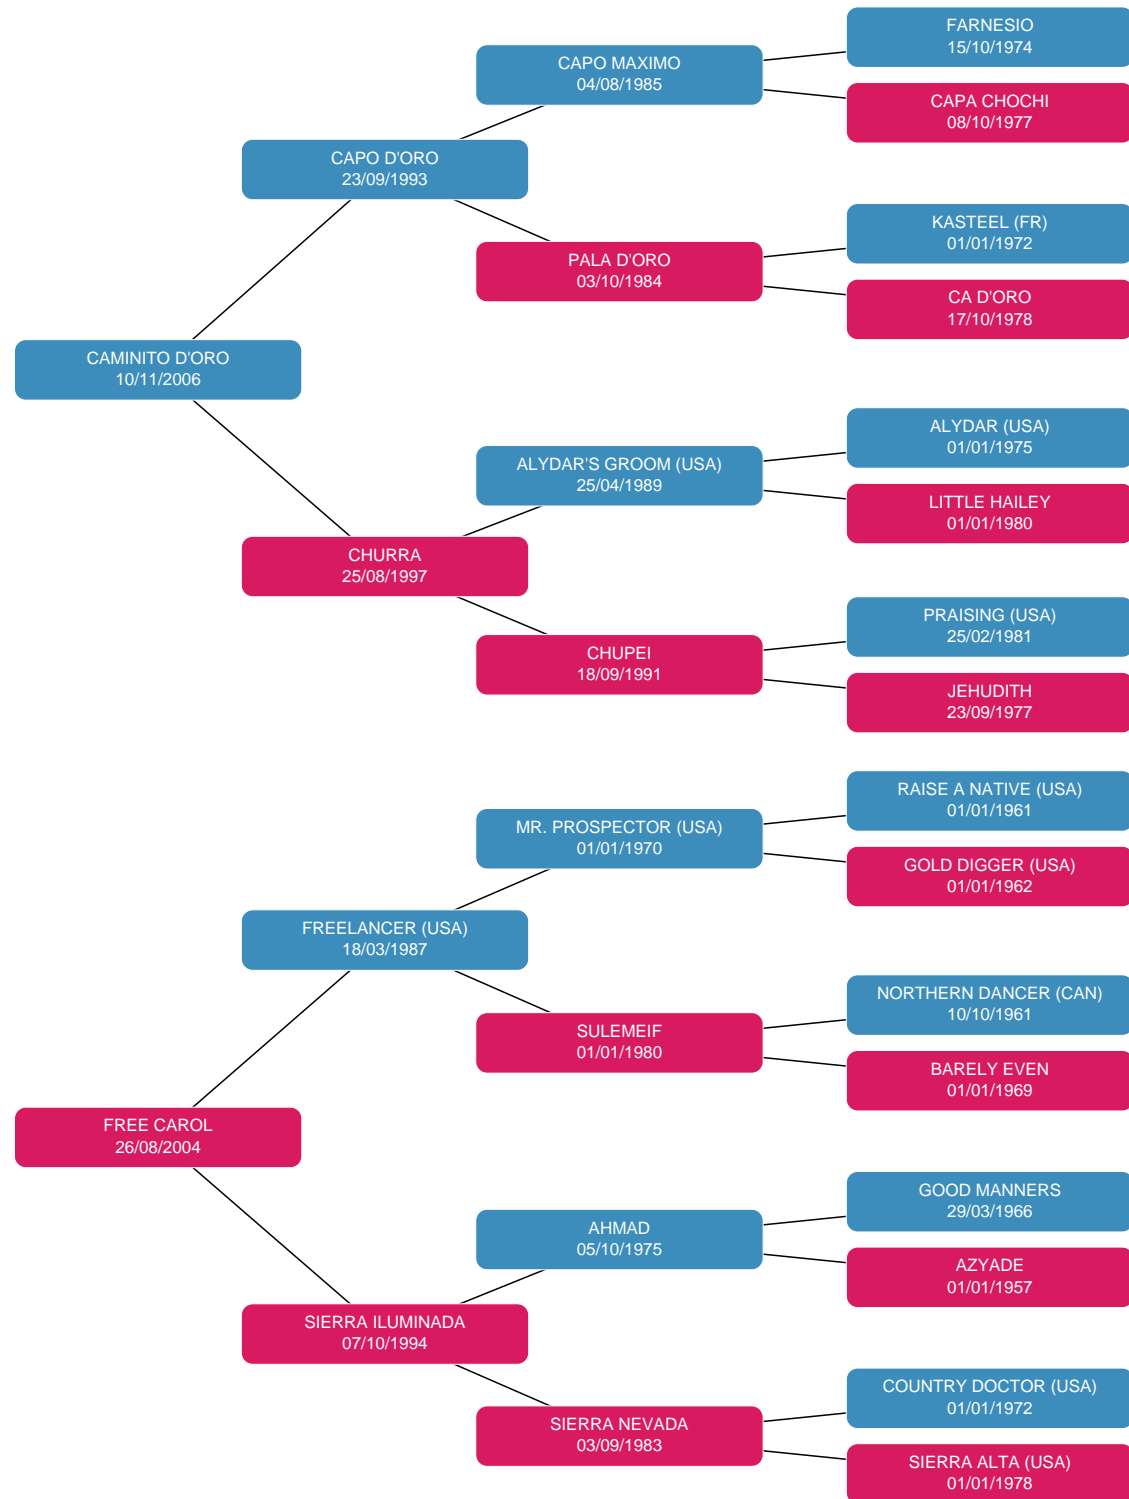 FARNESIO
15/10/1974
CAPO MAXIMO
04/08/1985
CAPA CHOCHI
08/10/1977
CAPO D'ORO
23/09/1993
KASTEEL (FR)
01/01/1972
PALA D'ORO
03/10/1984
CA D'ORO
17/10/1978
CAMINITO D'ORO
10/11/2006
ALYDAR (USA)
01/01/1975
ALYDAR'S GROOM (USA)
25/04/1989
LITTLE HAILEY
01/01/1980
CHURRA
25/08/1997
PRAISING (USA)
25/02/1981
CHUPEI
18/09/1991
JEHUDITH
23/09/1977
RAISE A NATIVE (USA)
01/01/1961
MR. PROSPECTOR (USA)
01/01/1970
GOLD DIGGER (USA)
01/01/1962
FREELANCER (USA)
18/03/1987
NORTHERN DANCER (CAN)
10/10/1961
SULEMEIF
01/01/1980
BARELY EVEN
01/01/1969
FREE CAROL
26/08/2004
GOOD MANNERS
29/03/1966
AHMAD
05/10/1975
AZYADE
01/01/1957
SIERRA ILUMINADA
07/10/1994
COUNTRY DOCTOR (USA)
01/01/1972
SIERRA NEVADA
03/09/1983
SIERRA ALTA (USA)
01/01/1978